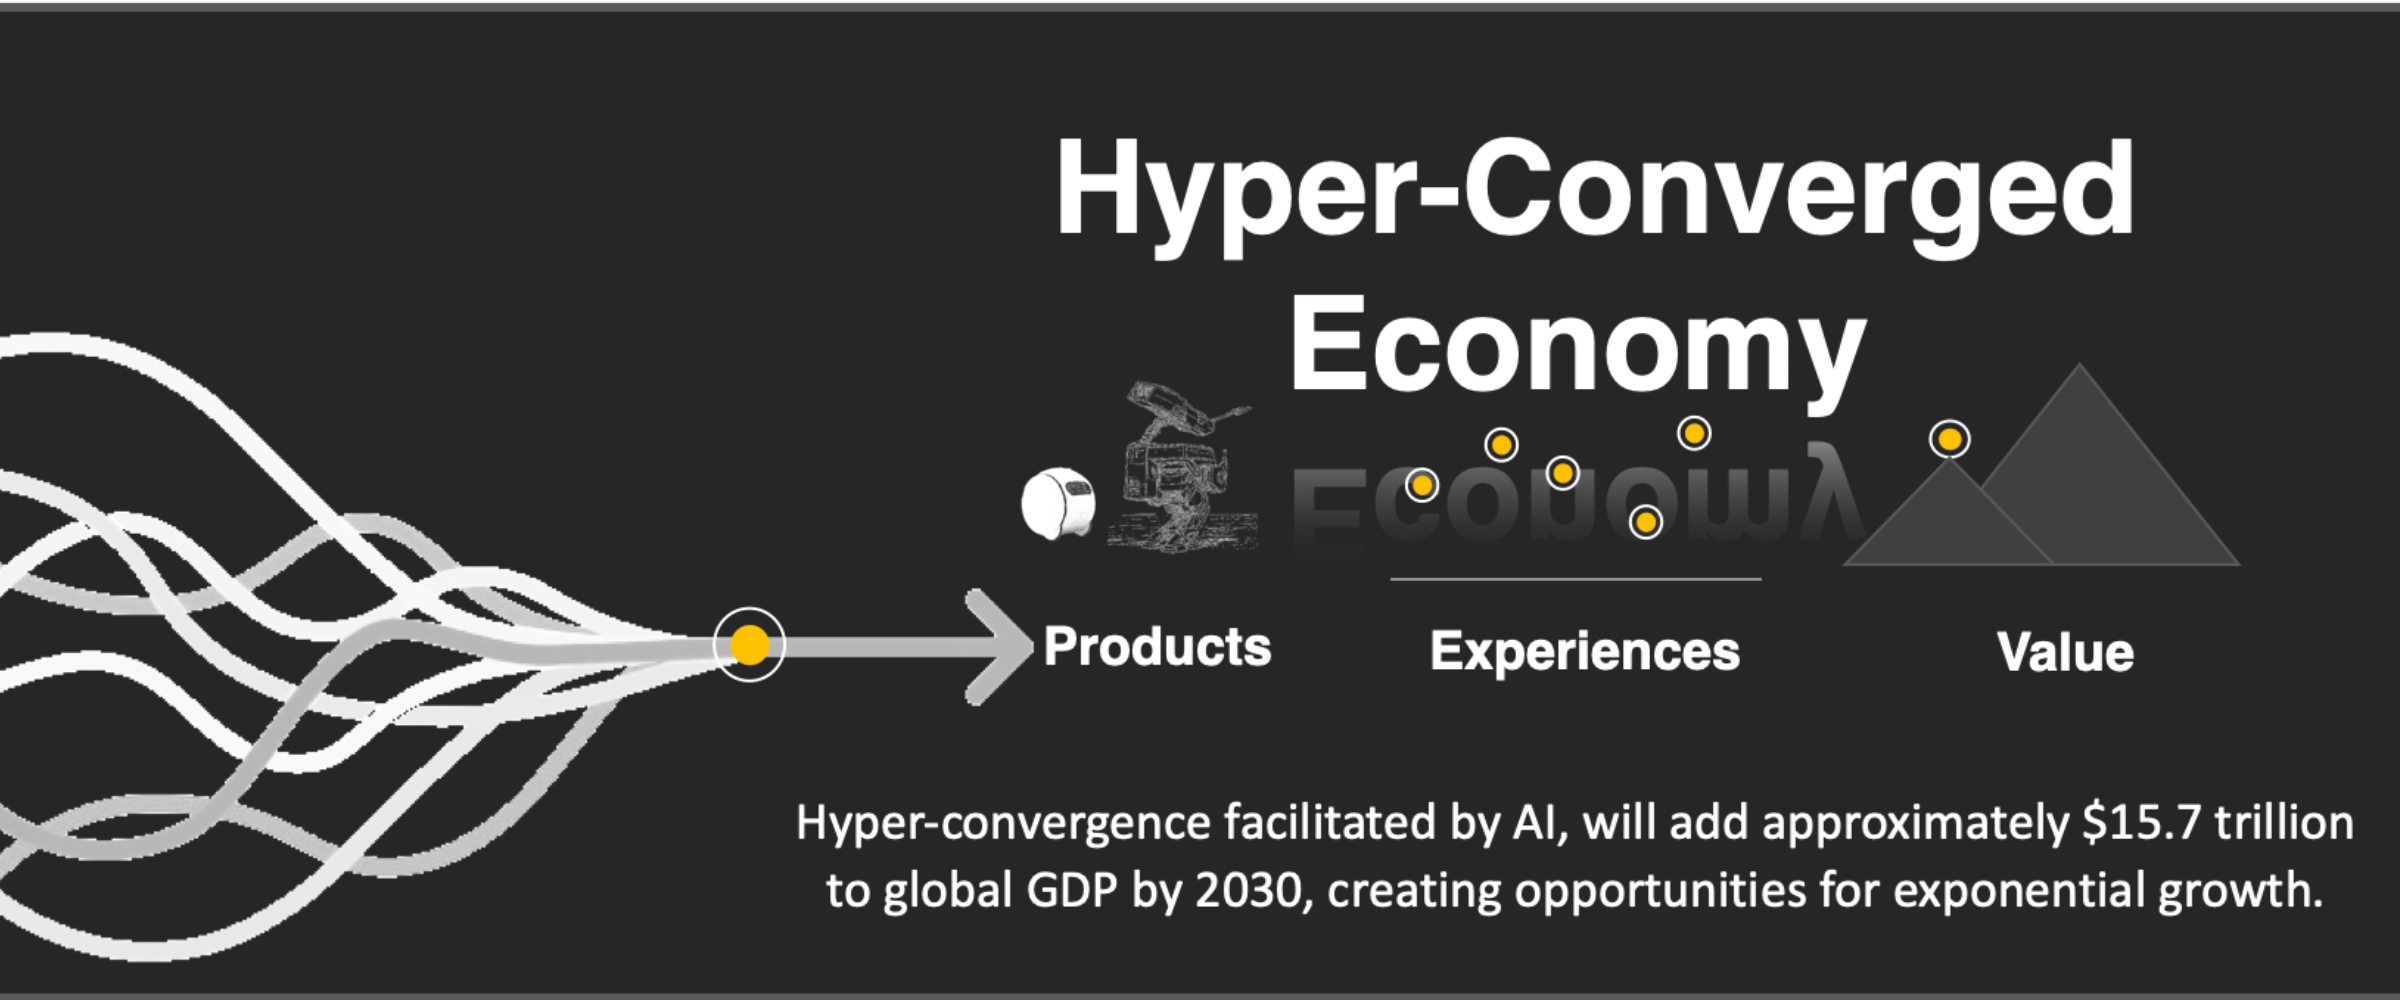 Hyper-Converged
Economy
Products
Experiences
Value
Hyper-convergence facilitated by AI, will add approximately $15.7 trillion
to global GDP by 2030, creating opportunities for exponential growth.